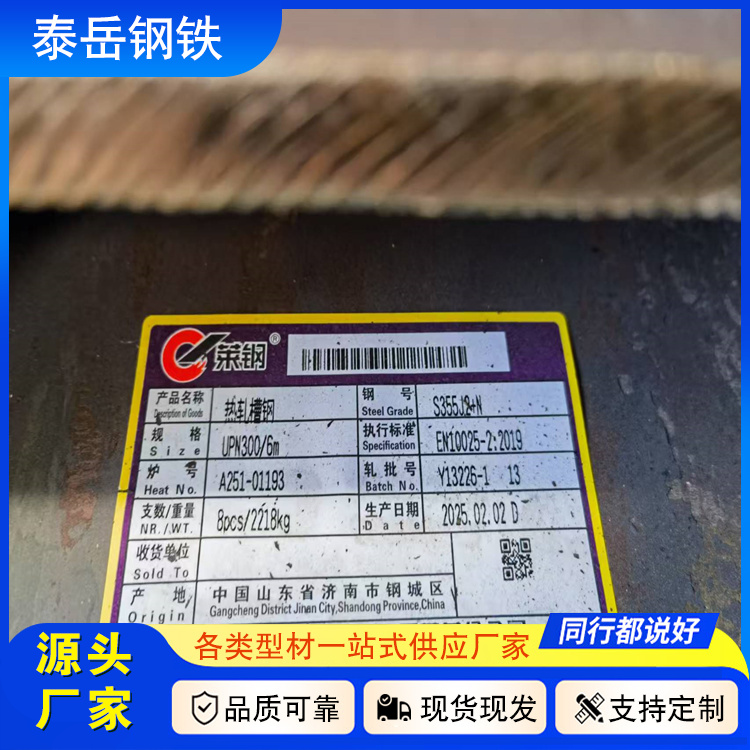 泰岳钢铁
莱钢®
产品名称 热轧槽钢 钢号 S355J2+N
Description of Goods Steel Grade
规格 UPN300/6m 执行标准 EN10025-2:2019
Size Specification
炉号 A251-01193 轧批号 Y13226-1 13
Heat No. Batch No.
支数/重量 8pcs/2218kg 生产日期 2025.02.02 D
NR./WT. Date
收货单位
Sold To
产地 中国山东省济南市钢城区
Origin Gangcheng District Jinan City,Shandong Province,China
源头厂家
各类型材一站式供应厂家
同行都说好
品质可靠 现货现发 支持定制